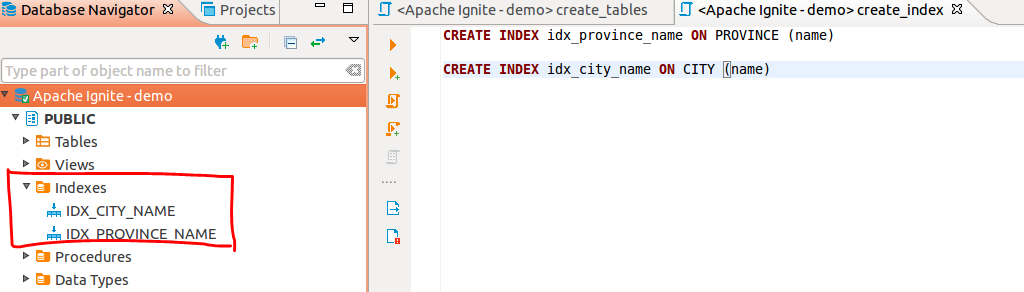 Database Navigator
Projects
Type part of object name to filter
Apache Ignite - demo
PUBLIC
Tables
Views
Indexes
IDX_CITY_NAME
IDX_PROVINCE_NAME
Procedures
Data Types
<Apache Ignite - demo> create_tables
<Apache Ignite - demo> create_index
CREATE INDEX idx_province_name ON PROVINCE (name)
CREATE INDEX idx_city_name ON CITY (name)